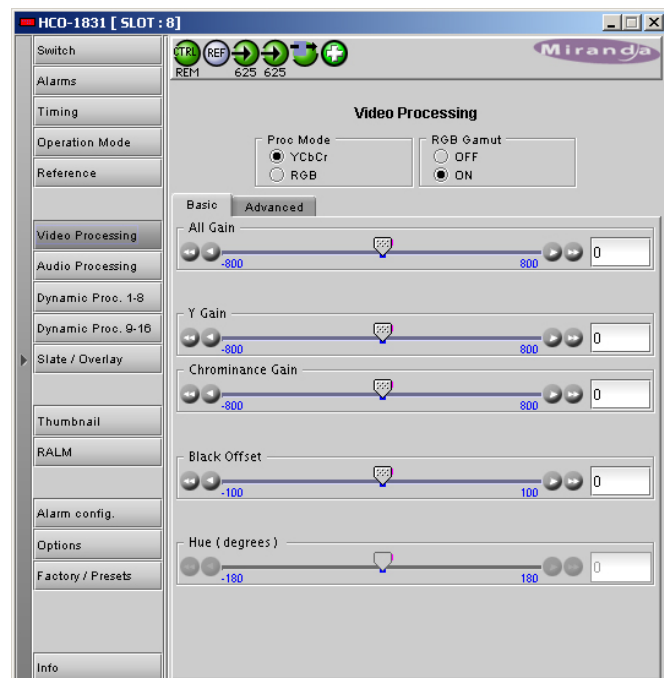 HCO-1831 [ SLOT : 8]
Switch
Alarms
Timing
Operation Mode
Reference
Video Processing
Audio Processing
Dynamic Proc. 1-8
Dynamic Proc. 9-16
Slate / Overlay
Thumbnail
RALM
Alarm config.
Options
Factory / Presets
Info
CTRL REF
REM 625 625
Miranda
Video Processing
Proc Mode
YCbCr
RGB
RGB Gamut
OFF
ON
Basic Advanced
All Gain
-800 800 0
Y Gain
-800 800 0
Chrominance Gain
-800 800 0
Black Offset
-100 100 0
Hue ( degrees )
-180 180 0